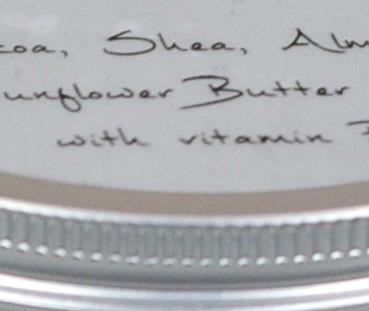 coa, Shea, Alm
unflower Butter
with vitamin